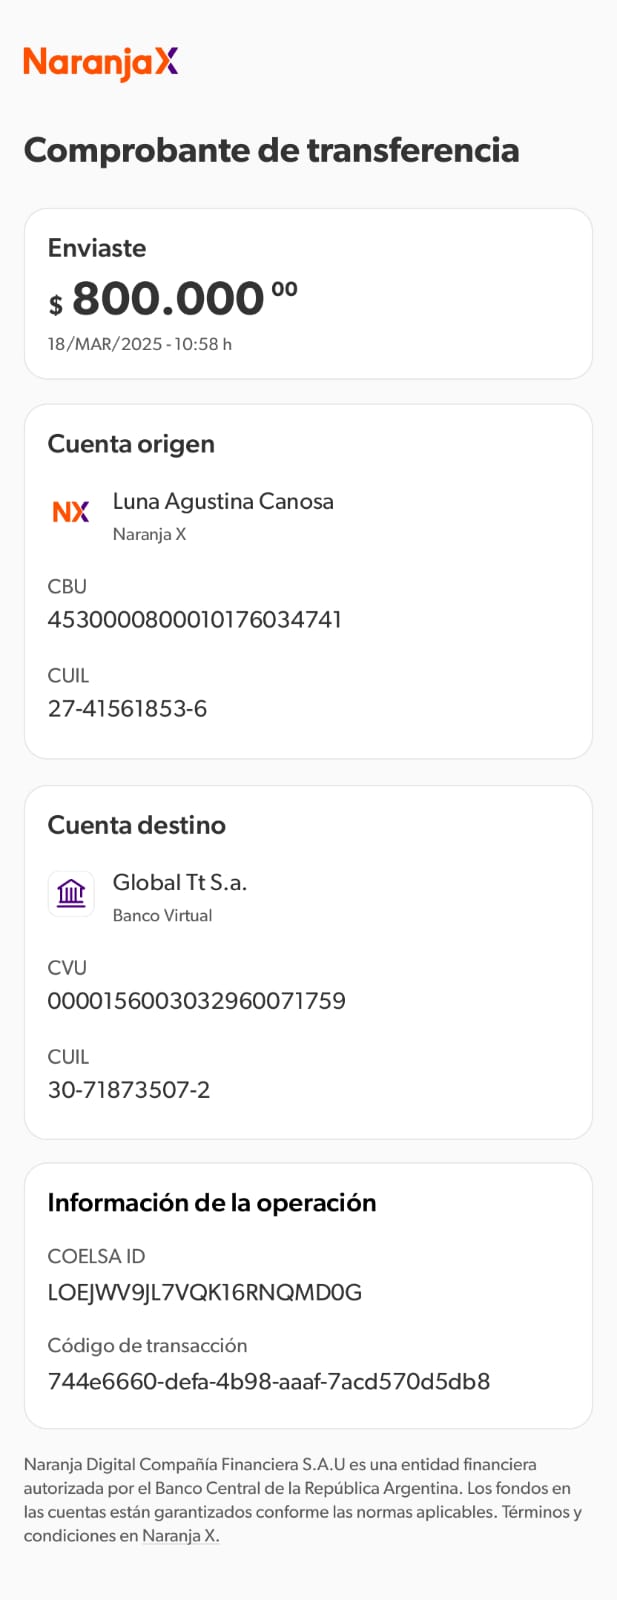 NaranjaX
Comprobante de transferencia
Enviaste
$ 800.000 00
18/MAR/2025 - 10:58 h
Cuenta origen
NX
Luna Agustina Canosa
Naranja X
CBU
4530000800010176034741
CUIL
27-41561853-6
Cuenta destino
Global Tt S.a.
Banco Virtual
CVU
0000156003032960071759
CUIL
30-71873507-2
Información de la operación
COELSA ID
LOEJWV9JL7VQK16RNQMD0G
Código de transacción
744e6660-defa-4b98-aaaf-7acd570d5db8
Naranja Digital Compañía Financiera S.A.U es una entidad financiera
autorizada por el Banco Central de la República Argentina. Los fondos en
las cuentas están garantizados conforme las normas aplicables. Términos y
condiciones en Naranja X.